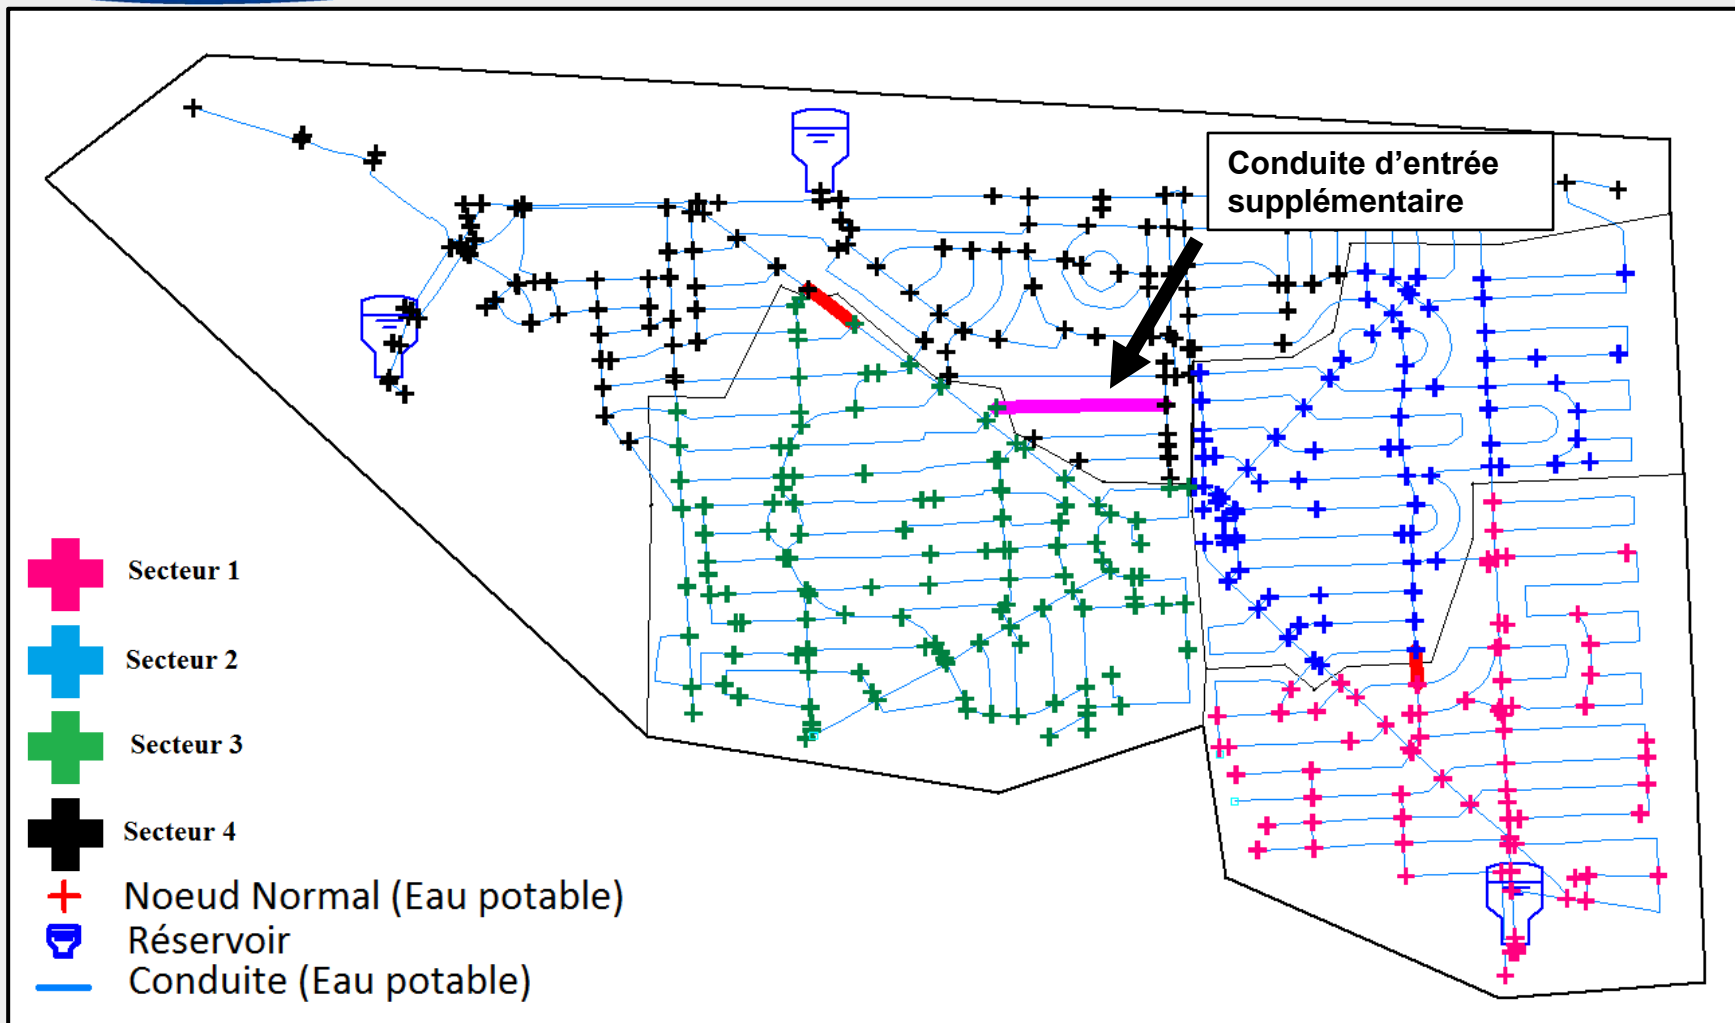 Conduite d’entrée
supplémentaire
Secteur 1
Secteur 2
Secteur 3
Secteur 4
Noeud Normal (Eau potable)
Réservoir
Conduite (Eau potable)